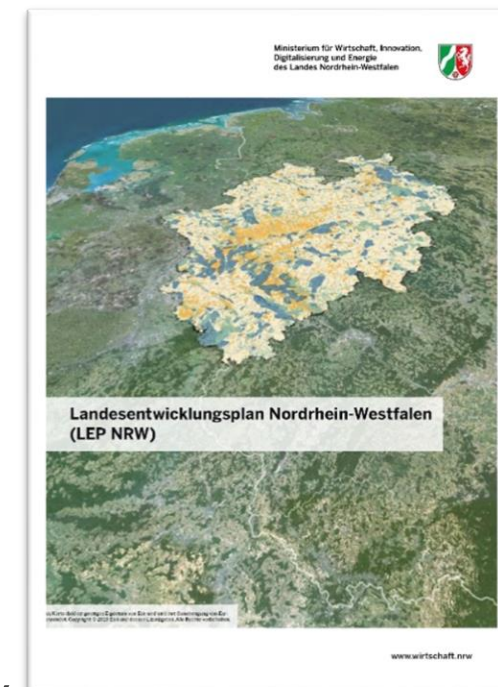 Ministerium für Wirtschaft, Innovation,
Digitalisierung und Energie
des Landes Nordrhein-Westfalen
Landesentwicklungsplan Nordrhein-Westfalen
(LEP NRW)
www.wirtschaft.nrw